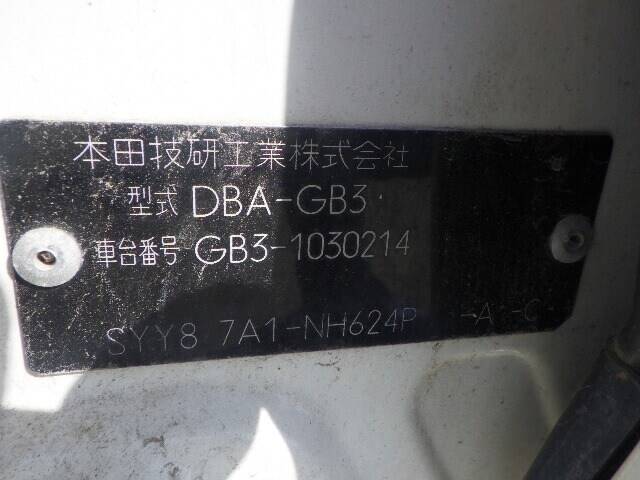 本田技研工業株式会社
型式 DBA-GB3
車台番号 GB3-1030214
SYY8 7A1-NH624P -A -C